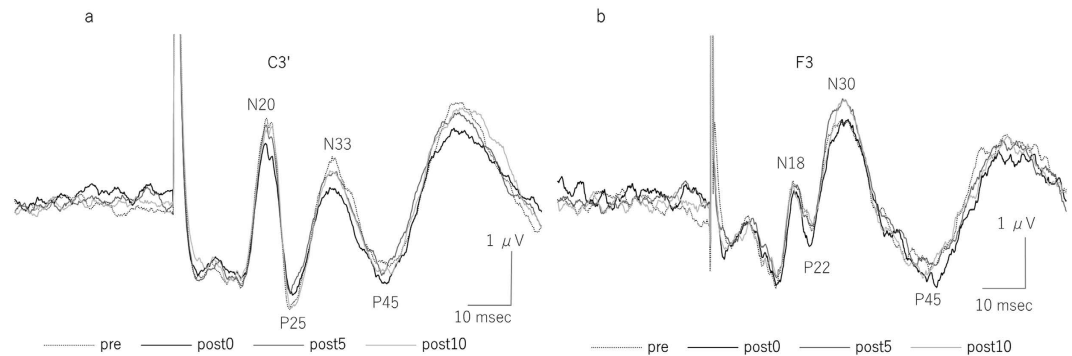 a
C3'
N20
N33
P25
P45
1 μV
10 msec
pre post0 post5 post10
b
F3
N30
N18
P22
P45
1 μV
10 msec
pre post0 post5 post10